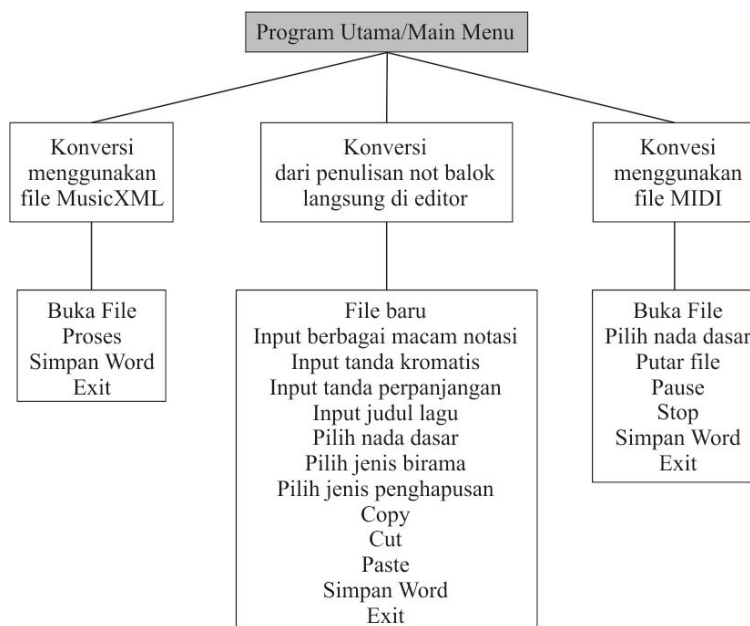 Program Utama/Main Menu
Konversi
menggunakan
file MusicXML
Konversi
dari penulisan not balok
langsung di editor
Konvesi
menggunakan
file MIDI
Buka File
Proses
Simpan Word
Exit
File baru
Input berbagai macam notasi
Input tanda kromatis
Input tanda perpanjangan
Input judul lagu
Pilih nada dasar
Pilih jenis birama
Pilih jenis penghapusan
Copy
Cut
Paste
Simpan Word
Exit
Buka File
Pilih nada dasar
Putar file
Pause
Stop
Simpan Word
Exit